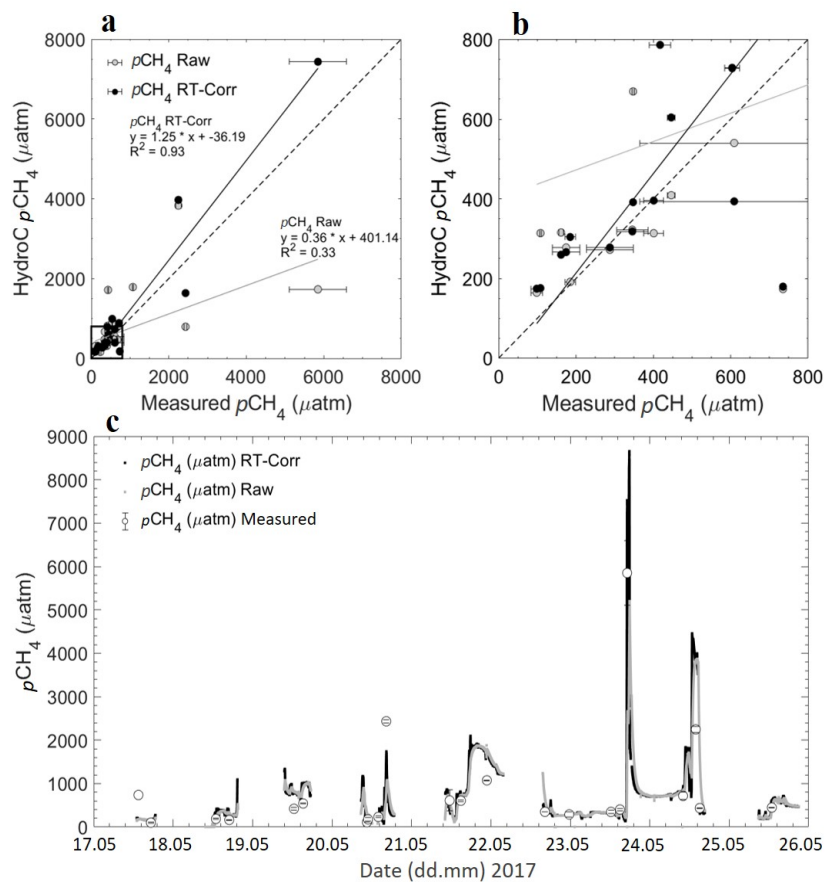 a
8000
6000
4000
2000
0
HydroC pCH4 (μatm)
pCH4 Raw
pCH4 RT-Corr
pCH4 RT-Corr
y = 1.25 * x + -36.19
R2 = 0.93
pCH4 Raw
y = 0.36 * x + 401.14
R2 = 0.33
0 2000 4000 6000 8000
Measured pCH4 (μatm)
b
800
600
400
200
0
HydroC pCH4 (μatm)
0 200 400 600 800
Measured pCH4 (μatm)
c
9000
8000
7000
6000
5000
4000
3000
2000
1000
0
pCH4 (μatm)
pCH4 (μatm) RT-Corr
pCH4 (μatm) Raw
pCH4 (μatm) Measured
17.05 18.05 19.05 20.05 21.05 22.05 23.05 24.05 25.05 26.05
Date (dd.mm) 2017